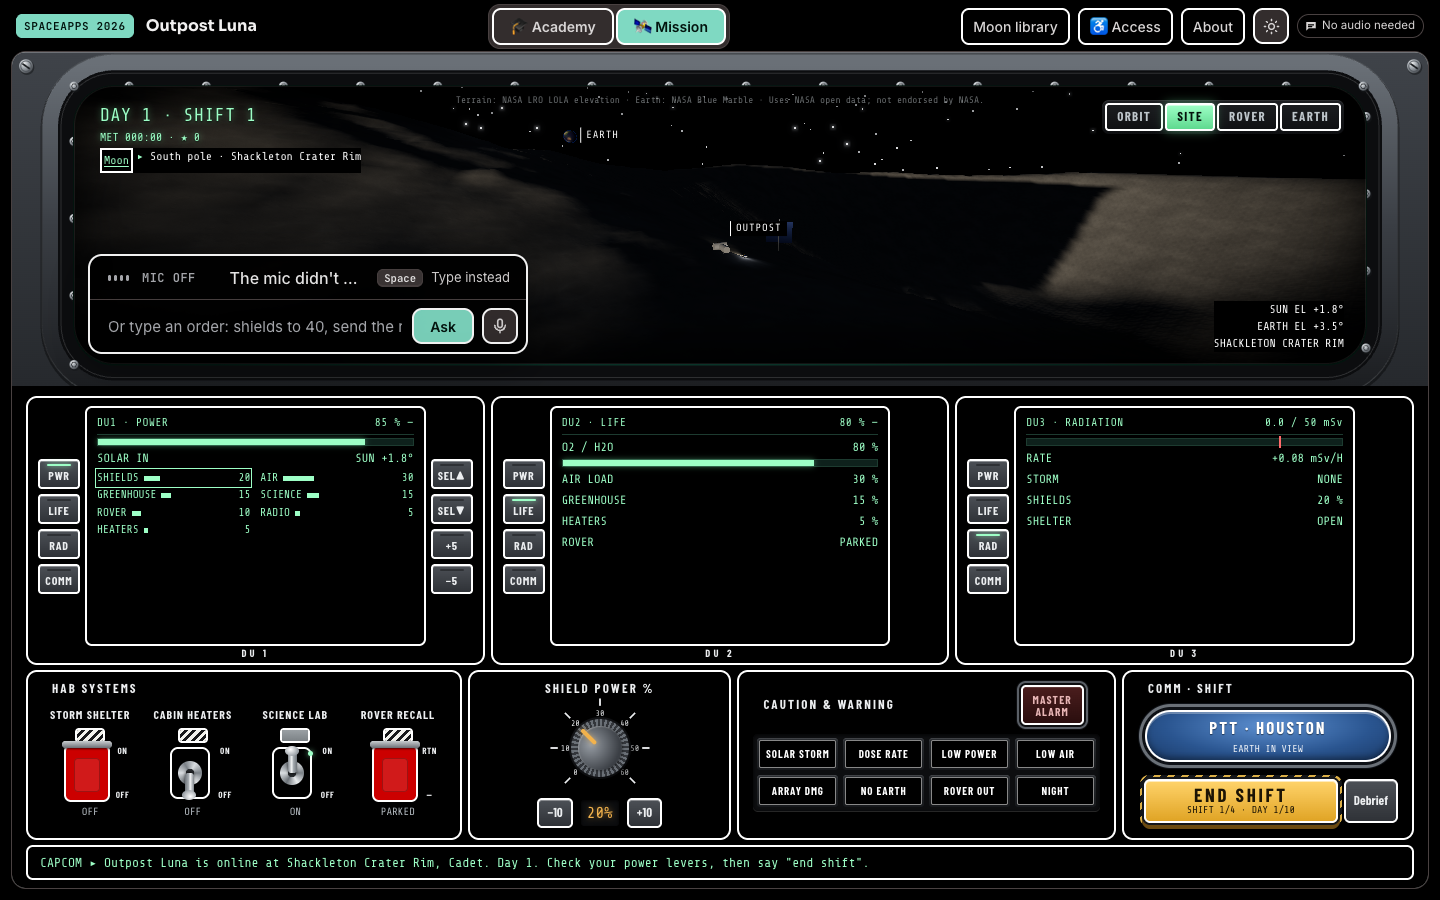 SPACEAPPS 2026
Outpost Luna
Academy
Mission
Moon library
Access
About
No audio needed
Terrain: NASA LRO LOLA elevation · Earth: NASA Blue Marble · Uses NASA open data; not endorsed by NASA.
DAY 1 · SHIFT 1
MET 000:00 · ★ 0
Moon ▸ South pole · Shackleton Crater Rim
EARTH
OUTPOST
ORBIT
SITE
ROVER
EARTH
SUN EL +1.8°
EARTH EL +3.5°
SHACKLETON CRATER RIM
MIC OFF
The mic didn't ...
Space
Type instead
Or type an order: shields to 40, send the r
Ask
DU1 · POWER 85 % —
SOLAR IN SUN +1.8°
SHIELDS 20 AIR 30
GREENHOUSE 15 SCIENCE 15
ROVER 10 RADIO 5
HEATERS 5
PWR
LIFE
RAD
COMM
SEL▲
SEL▼
+5
−5
DU 1
DU2 · LIFE 80 % —
O2 / H2O 80 %
AIR LOAD 30 %
GREENHOUSE 15 %
HEATERS 5 %
ROVER PARKED
PWR
LIFE
RAD
COMM
DU 2
DU3 · RADIATION 0.0 / 50 mSv
RATE +0.08 mSv/H
STORM NONE
SHIELDS 20 %
SHELTER OPEN
PWR
LIFE
RAD
COMM
DU 3
HAB SYSTEMS
STORM SHELTER
ON
OFF
OFF
CABIN HEATERS
ON
OFF
OFF
SCIENCE LAB
ON
OFF
ON
ROVER RECALL
RTN
—
PARKED
SHIELD POWER %
0
10
20
30
40
50
60
−10
20%
+10
CAUTION & WARNING
MASTER
ALARM
SOLAR STORM
DOSE RATE
LOW POWER
LOW AIR
ARRAY DMG
NO EARTH
ROVER OUT
NIGHT
COMM · SHIFT
PTT · HOUSTON
EARTH IN VIEW
END SHIFT
SHIFT 1/4 · DAY 1/10
Debrief
CAPCOM ▸ Outpost Luna is online at Shackleton Crater Rim, Cadet. Day 1. Check your power levers, then say "end shift".